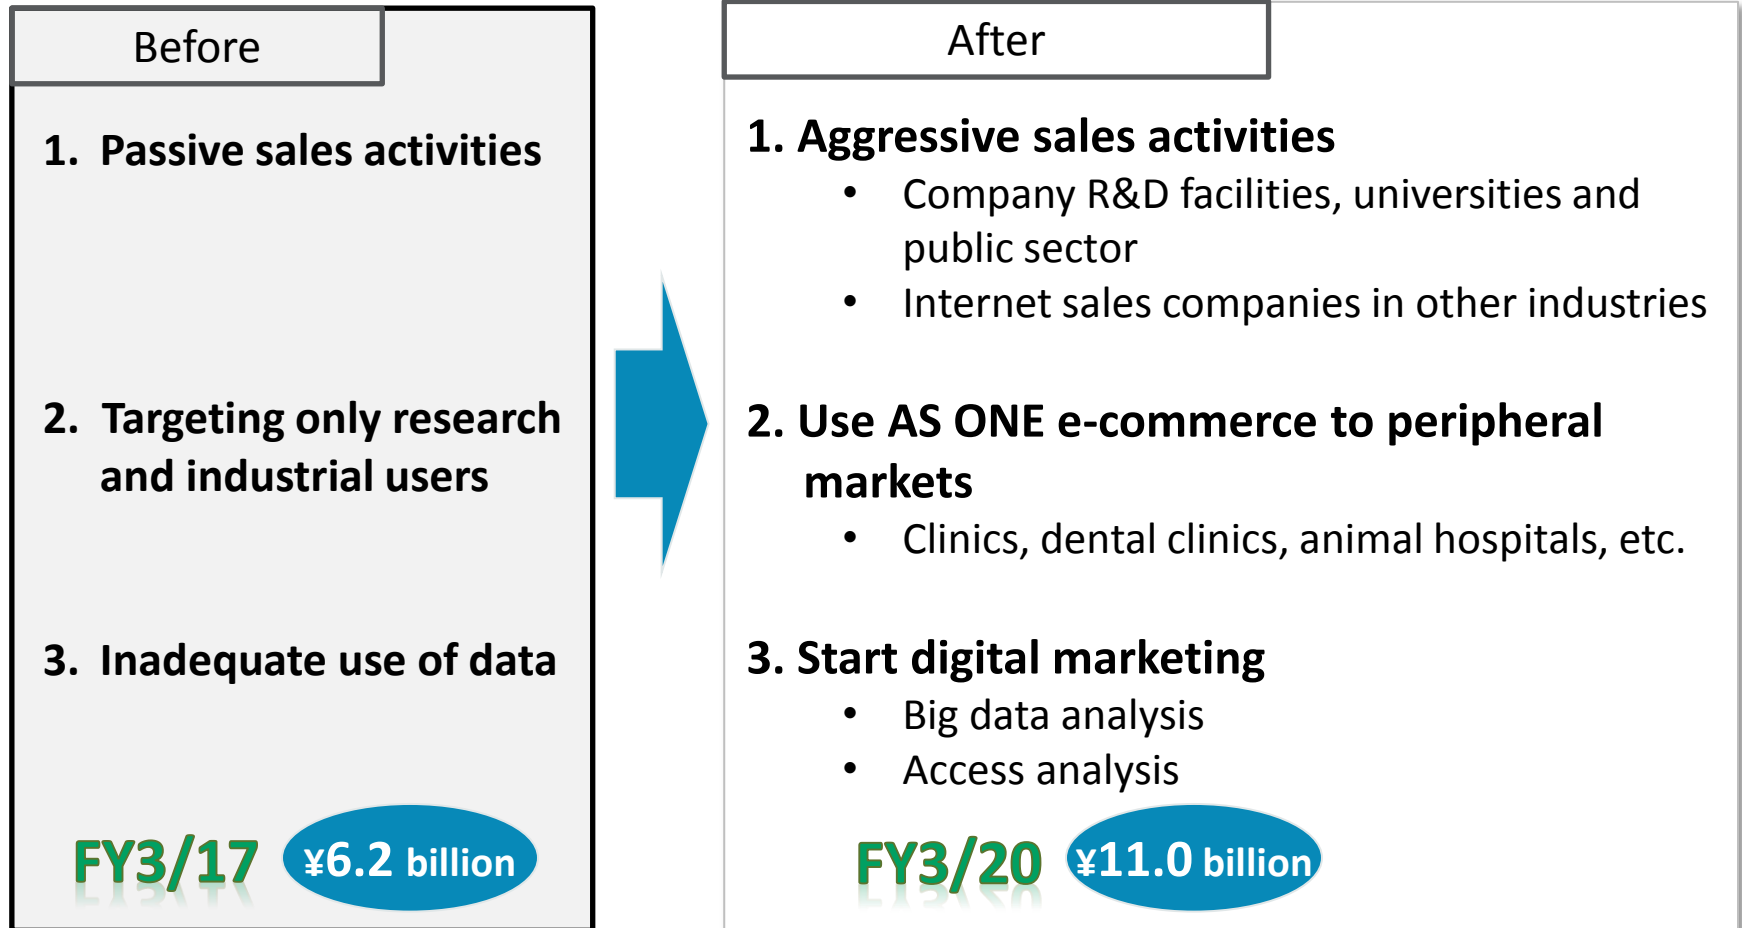 Before
1. Passive sales activities
2. Targeting only research
and industrial users
3. Inadequate use of data
FY3/17 ¥6.2 billion
After
1. Aggressive sales activities
• Company R&D facilities, universities and
public sector
• Internet sales companies in other industries
2. Use AS ONE e-commerce to peripheral
markets
• Clinics, dental clinics, animal hospitals, etc.
3. Start digital marketing
• Big data analysis
• Access analysis
FY3/20 ¥11.0 billion